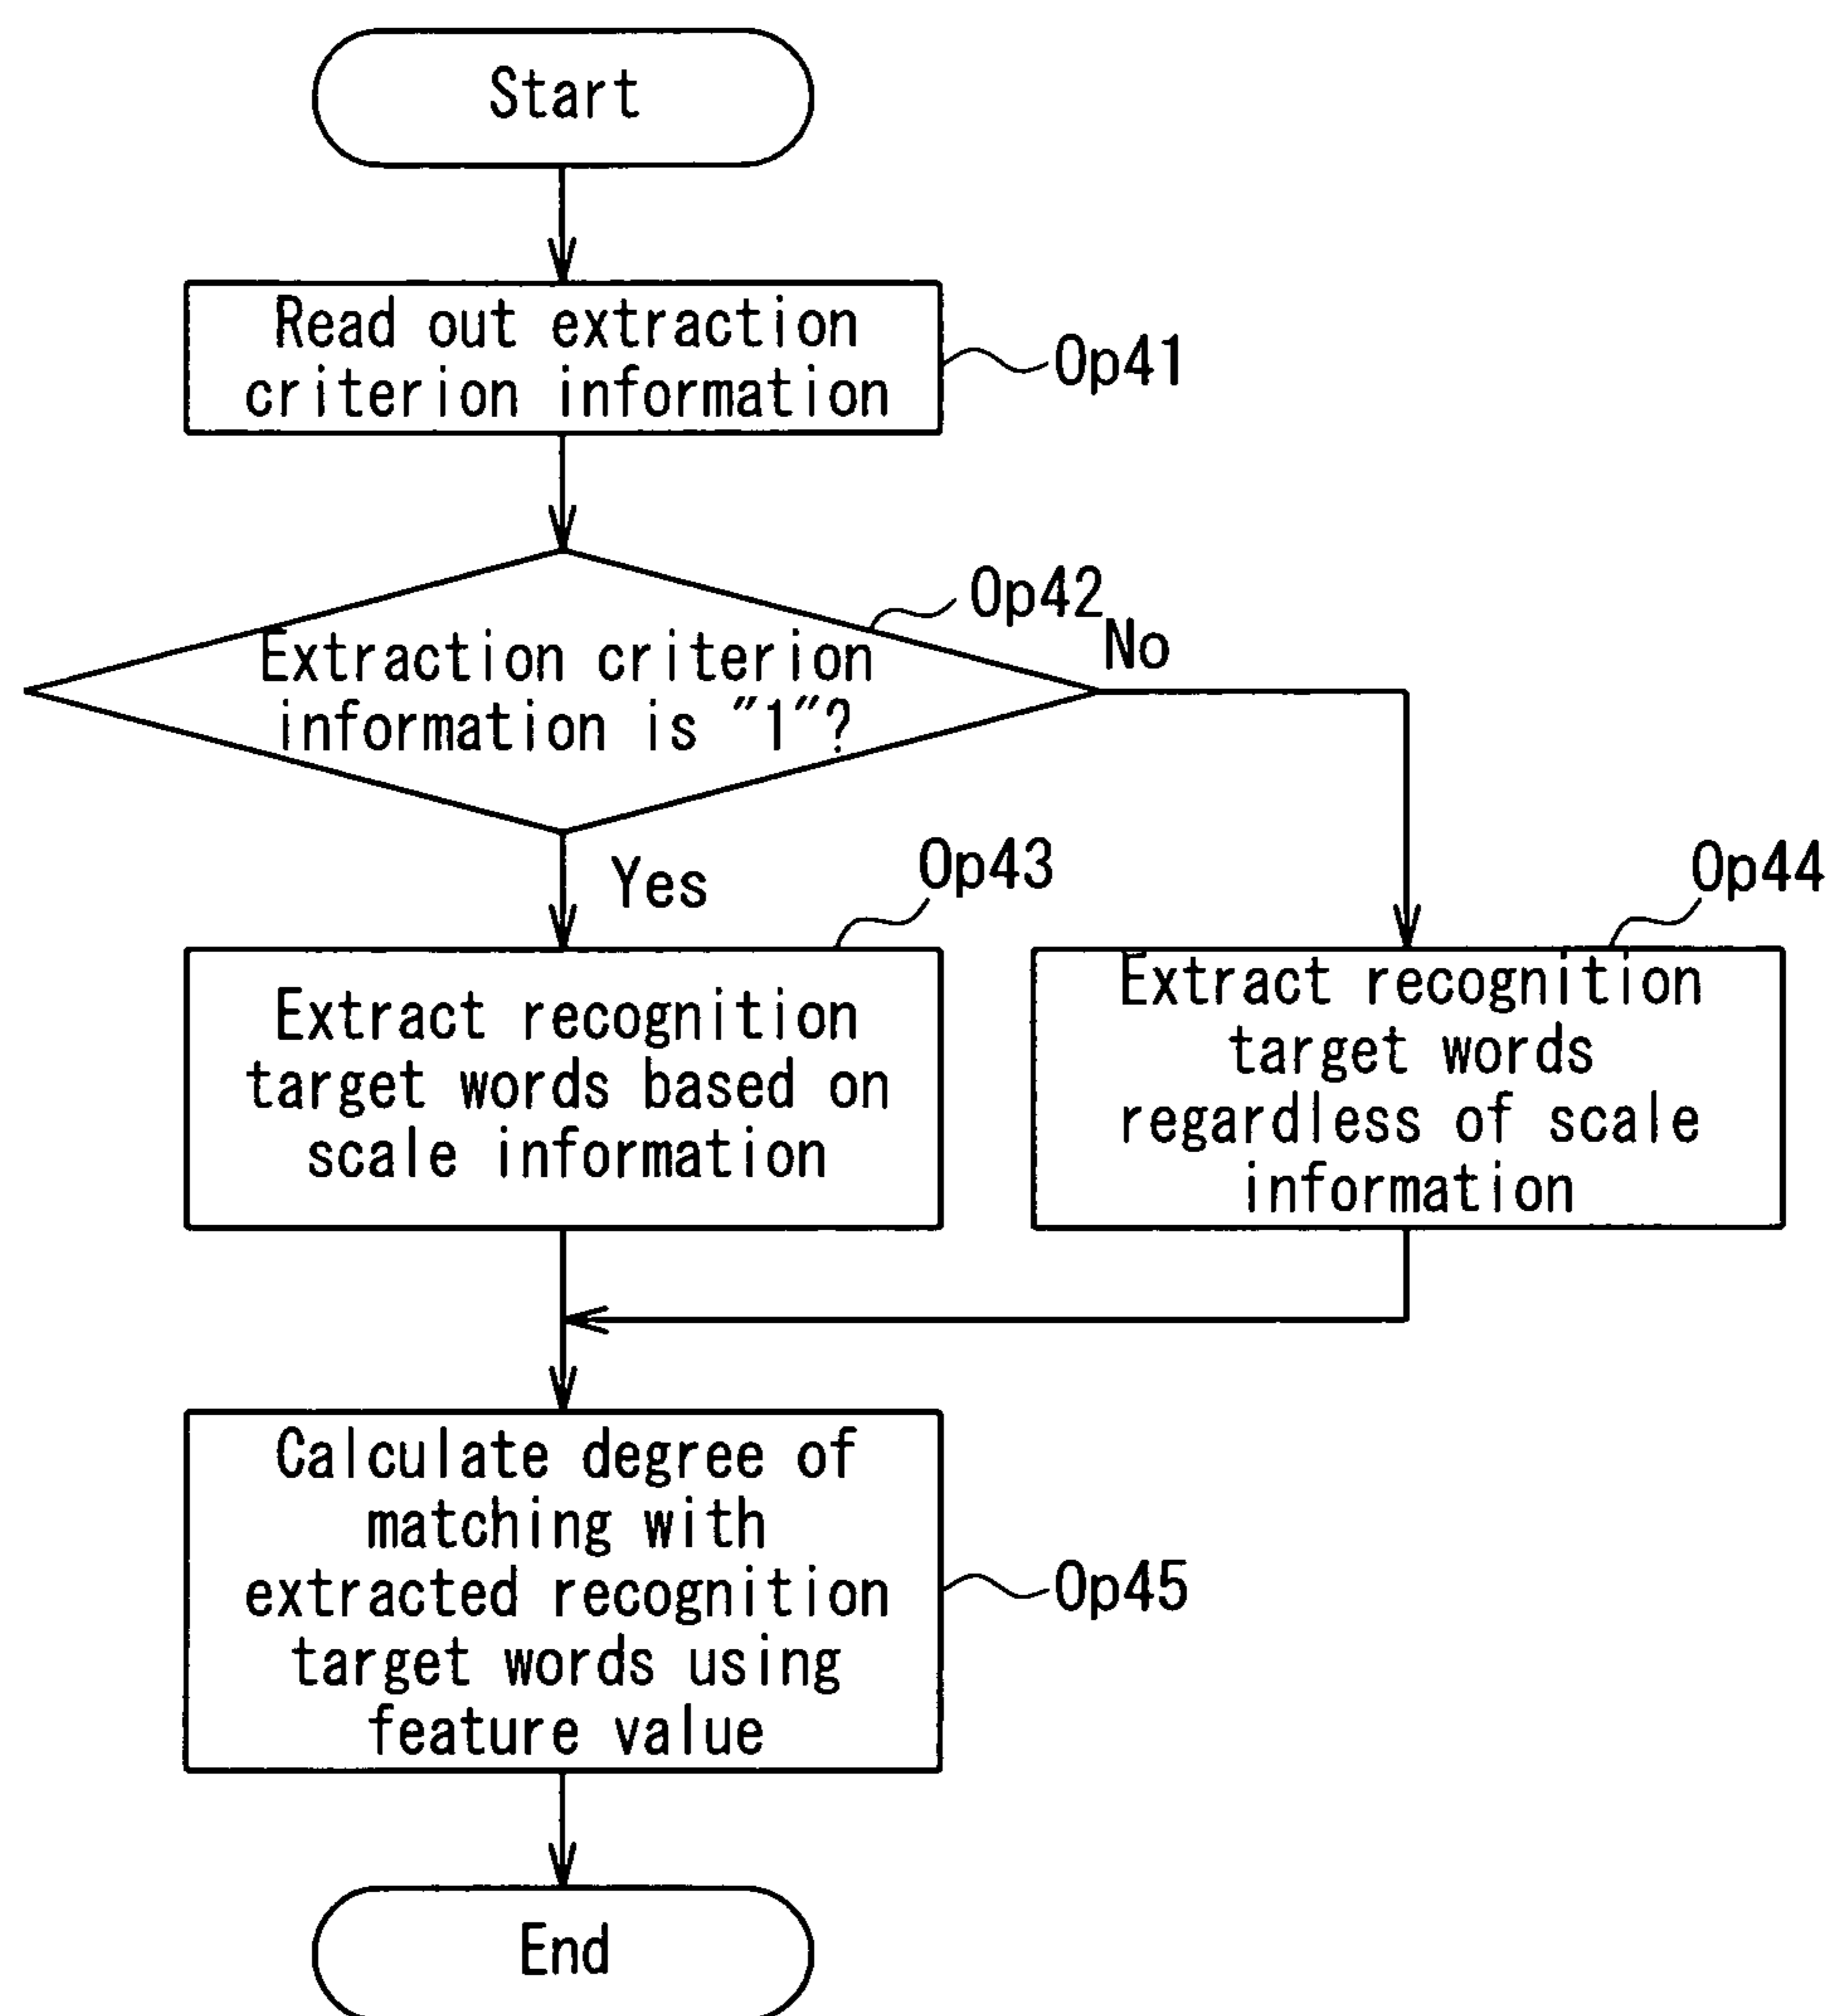 Start
Read out extraction
criterion information
Op41
Op42
No
Extraction criterion
information is "1"?
Yes
Op43
Op44
Extract recognition
target words based on
scale information
Extract recognition
target words
regardless of scale
information
Calculate degree of
matching with
extracted recognition
target words using
feature value
Op45
End